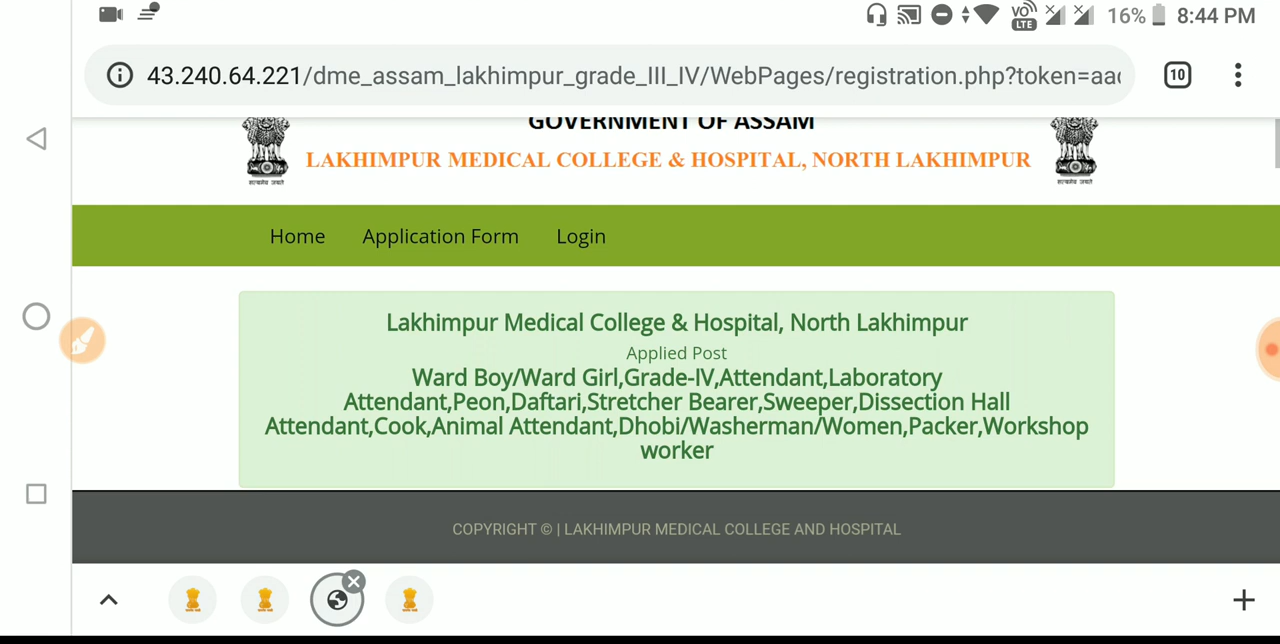 VO) LTE 16% 8:44 PM
43.240.64.221/dme_assam_lakhimpur_grade_III_IV/WebPages/registration.php?token=aa
10
GOVERNMENT OF ASSAM
LAKHIMPUR MEDICAL COLLEGE & HOSPITAL, NORTH LAKHIMPUR
Home Application Form Login
Lakhimpur Medical College & Hospital, North Lakhimpur
Applied Post
Ward Boy/Ward Girl,Grade-IV,Attendant,Laboratory
Attendant,Peon,Daftari,Stretcher Bearer,Sweeper,Dissection Hall
Attendant,Cook,Animal Attendant,Dhobi/Washerman/Women,Packer,Workshop
worker
COPYRIGHT © | LAKHIMPUR MEDICAL COLLEGE AND HOSPITAL